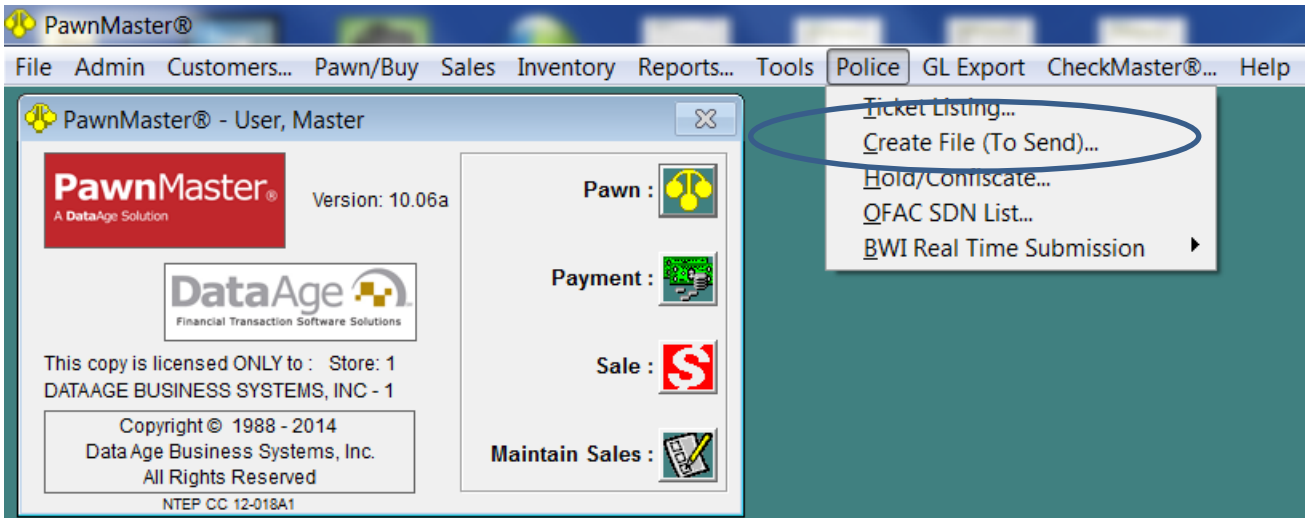 PawnMaster®
File Admin Customers... Pawn/Buy Sales Inventory Reports... Tools Police GL Export CheckMaster®... Help
Ticket Listing...
Create File (To Send)...
Hold/Confiscate...
OFAC SDN List...
BWI Real Time Submission
PawnMaster® - User, Master
PawnMaster®
A DataAge Solution
Version: 10.06a
DataAge
Financial Transaction Software Solutions
This copy is licensed ONLY to : Store: 1
DATAAGE BUSINESS SYSTEMS, INC - 1
Copyright © 1988 - 2014
Data Age Business Systems, Inc.
All Rights Reserved
NTEP CC 12-018A1
Pawn :
Payment :
Sale :
$
Maintain Sales :